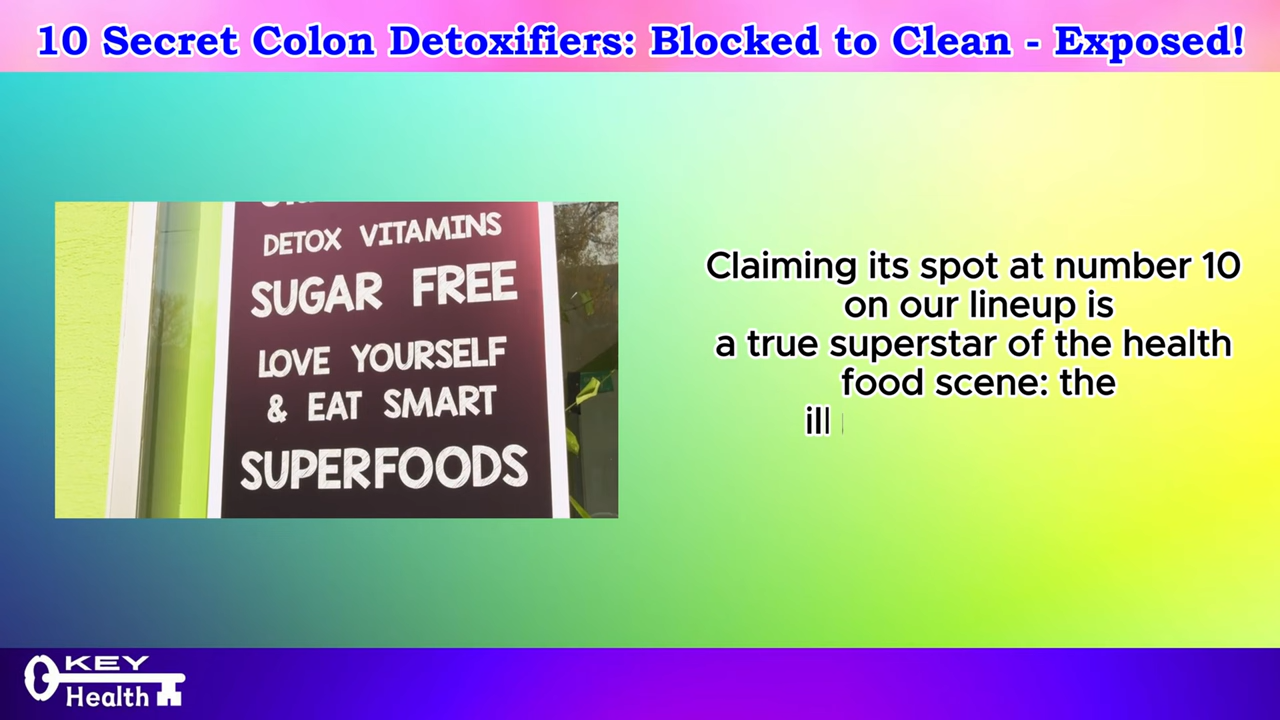 10 Secret Colon Detoxifiers: Blocked to Clean - Exposed!
DETOX VITAMINS
SUGAR FREE
LOVE YOURSELF
& EAT SMART
SUPERFOODS
Claiming its spot at number 10
on our lineup is
a true superstar of the health
food scene: the
ill
KEY
Health